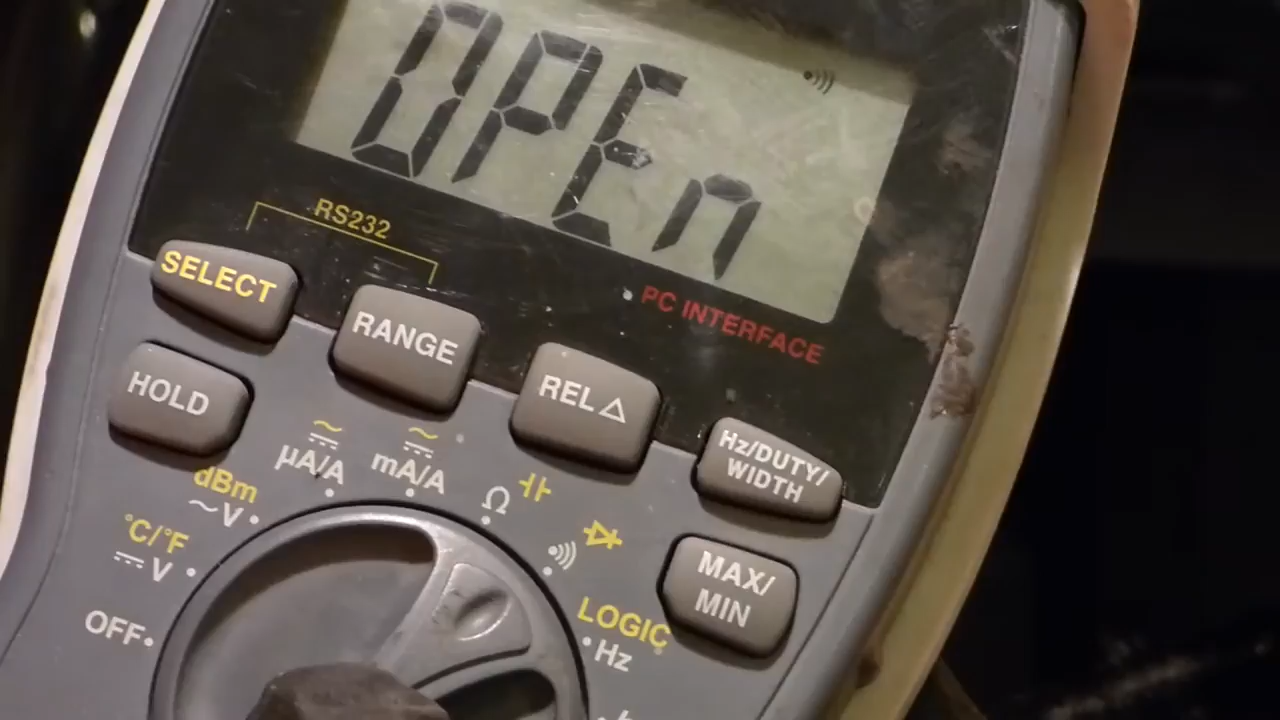 OPEn
RS232
SELECT
RANGE
PC INTERFACE
HOLD
REL△
Hz/DUTY/
WIDTH
MAX/
MIN
µA/A
mA/A
Ω
dBm
~V
°C/°F
V
OFF
LOGIC
Hz